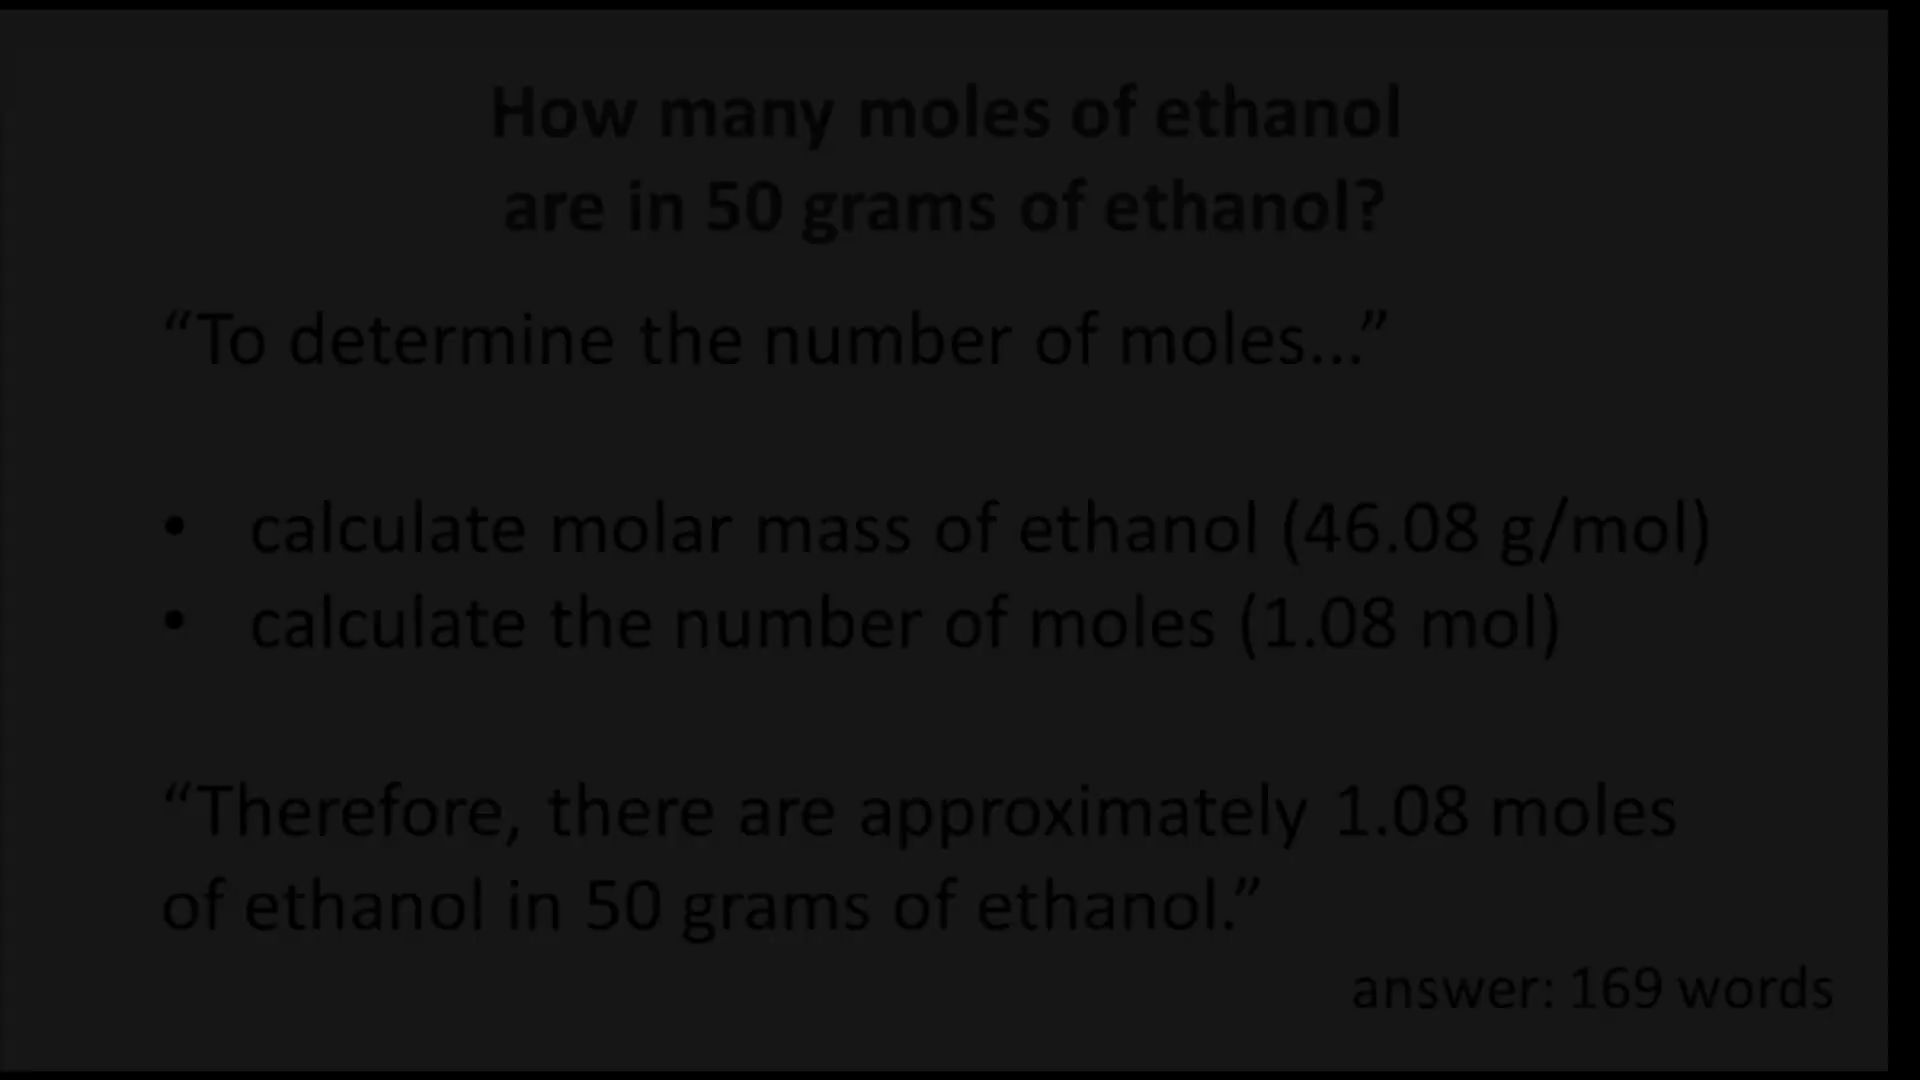 How many moles of ethanol
are in 50 grams of ethanol?
“To determine the number of moles...”
• calculate molar mass of ethanol (46.08 g/mol)
• calculate the number of moles (1.08 mol)
“Therefore, there are approximately 1.08 moles
of ethanol in 50 grams of ethanol.”
answer: 169 words